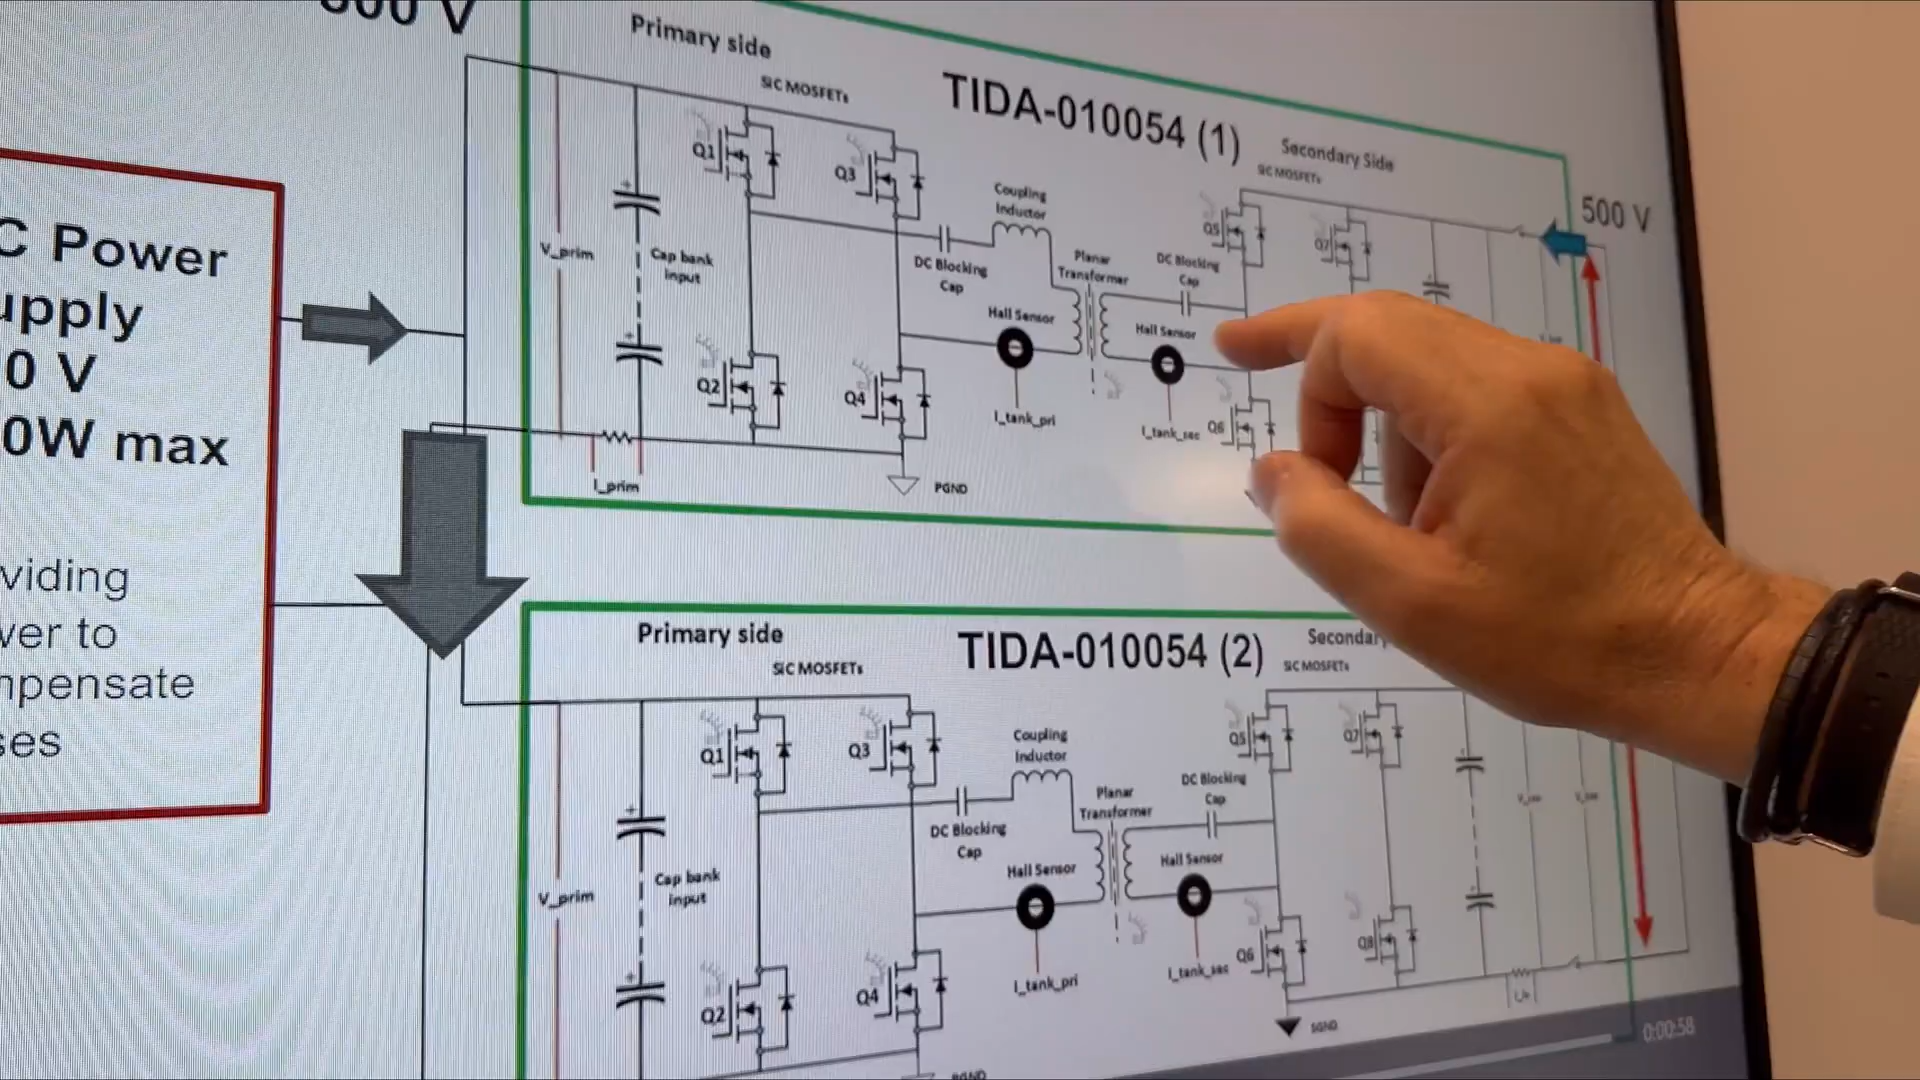 Primary side
SiC MOSFETs
TIDA-010054 (1)
Secondary Side
SiC MOSFETs
500 V
Q1
Q3
Q5
Q7
Coupling
Inductor
V_prim
Cap bank
input
DC Blocking
Cap
Planar
Transformer
DC Blocking
Cap
Hall Sensor
Hall Sensor
Q2
Q4
I_tank_pri
I_tank_sec
Q6
I_prim
PGND
C Power
upply
0 V
0W max
viding
ver to
mpensate
ses
Primary side
SiC MOSFETs
TIDA-010054 (2)
Secondary
SiC MOSFETs
Q1
Q3
Q5
Q7
Coupling
Inductor
DC Blocking
Cap
Planar
Transformer
DC Blocking
Cap
Hall Sensor
Hall Sensor
V_prim
Cap bank
input
I_tank_pri
I_tank_sec
Q2
Q4
Q6
Q8
SGND
PGND
0:00:58